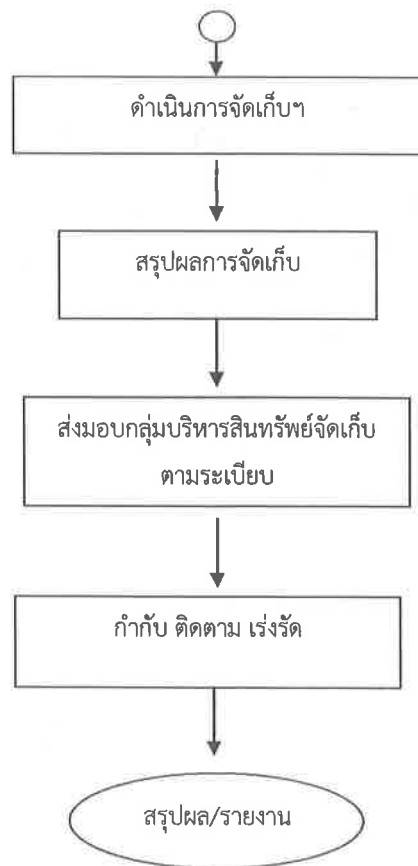 ดำเนินการจัดเก็บฯ
สรุปผลการจัดเก็บ
ส่งมอบกลุ่มบริหารสินทรัพย์จัดเก็บ
ตามระเบียบ
กำกับ ติดตาม เร่งรัด
สรุปผล/รายงาน